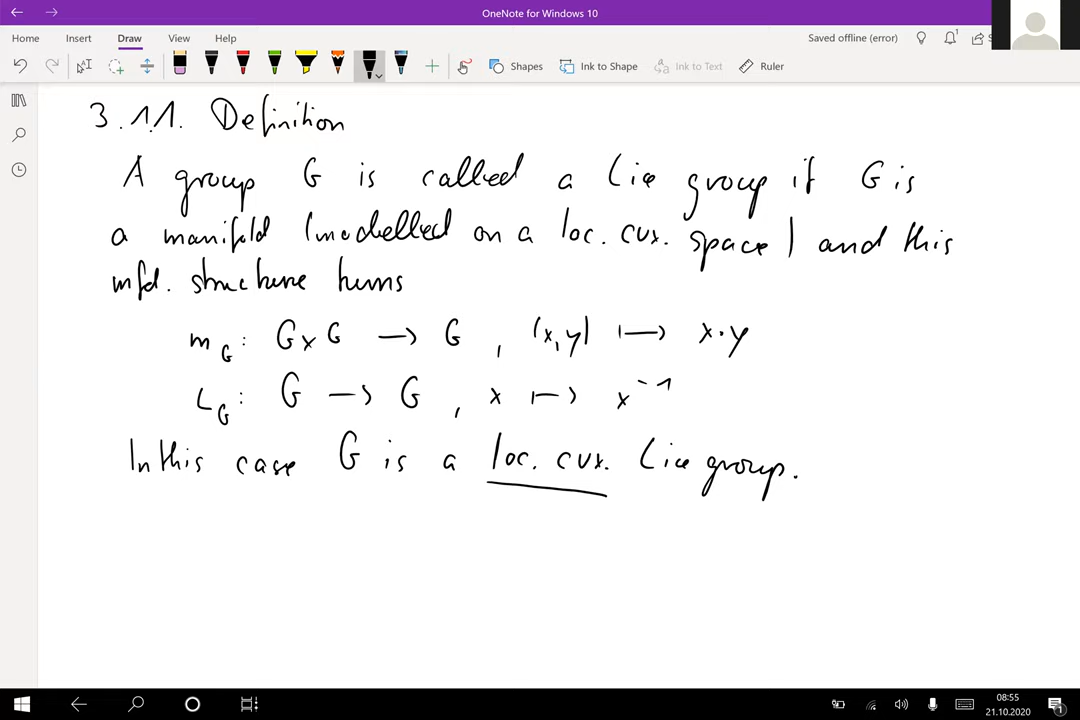 OneNote for Windows 10
Home Insert Draw View Help
Saved offline (error)
Shapes Ink to Shape Ink to Text Ruler
3.1.1. Definition
A group G is called a Lie group if G is
a manifold (modelled on a loc. cvx. space) and this
mfd. structure turns
m_G: G × G → G, (x,y) ↦ x·y
ι_G: G → G, x ↦ x⁻¹
In this case G is a loc. cvx. Lie group.
08:55
21.10.2020